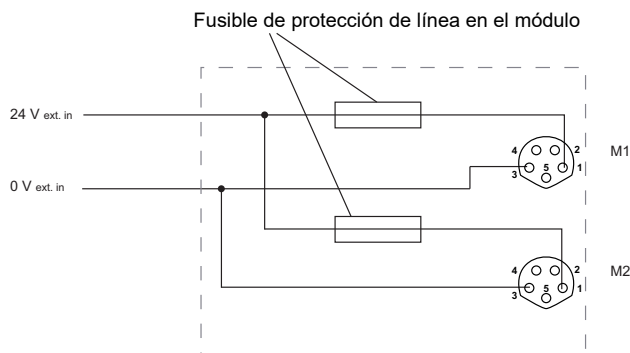 Fusible de protección de línea en el módulo
24 V ext. in
4 2 M1
3 5 1
0 V ext. in
4 2 M2
3 5 1